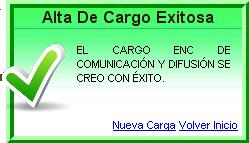 Alta De Cargo Exitosa
EL CARGO ENC DE
COMUNICACIÓN Y DIFUSIÓN SE
CREO CON ÉXITO.
Nueva Carga Volver Inicio